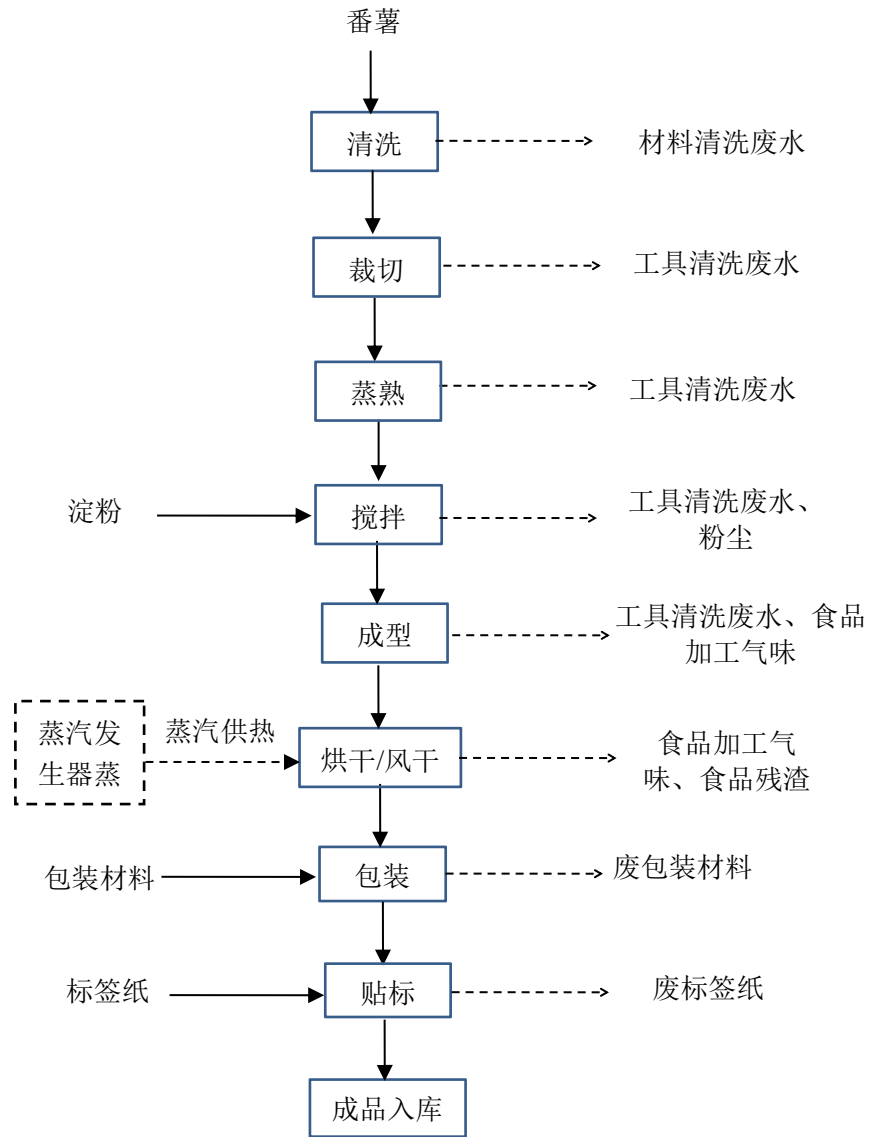 番薯
清洗
材料清洗废水
裁切
工具清洗废水
蒸熟
工具清洗废水
淀粉
搅拌
工具清洗废水、
粉尘
成型
工具清洗废水、食品
加工气味
蒸汽发
生器蒸
蒸汽供热
烘干/风干
食品加工气
味、食品残渣
包装材料
包装
废包装材料
标签纸
贴标
废标签纸
成品入库